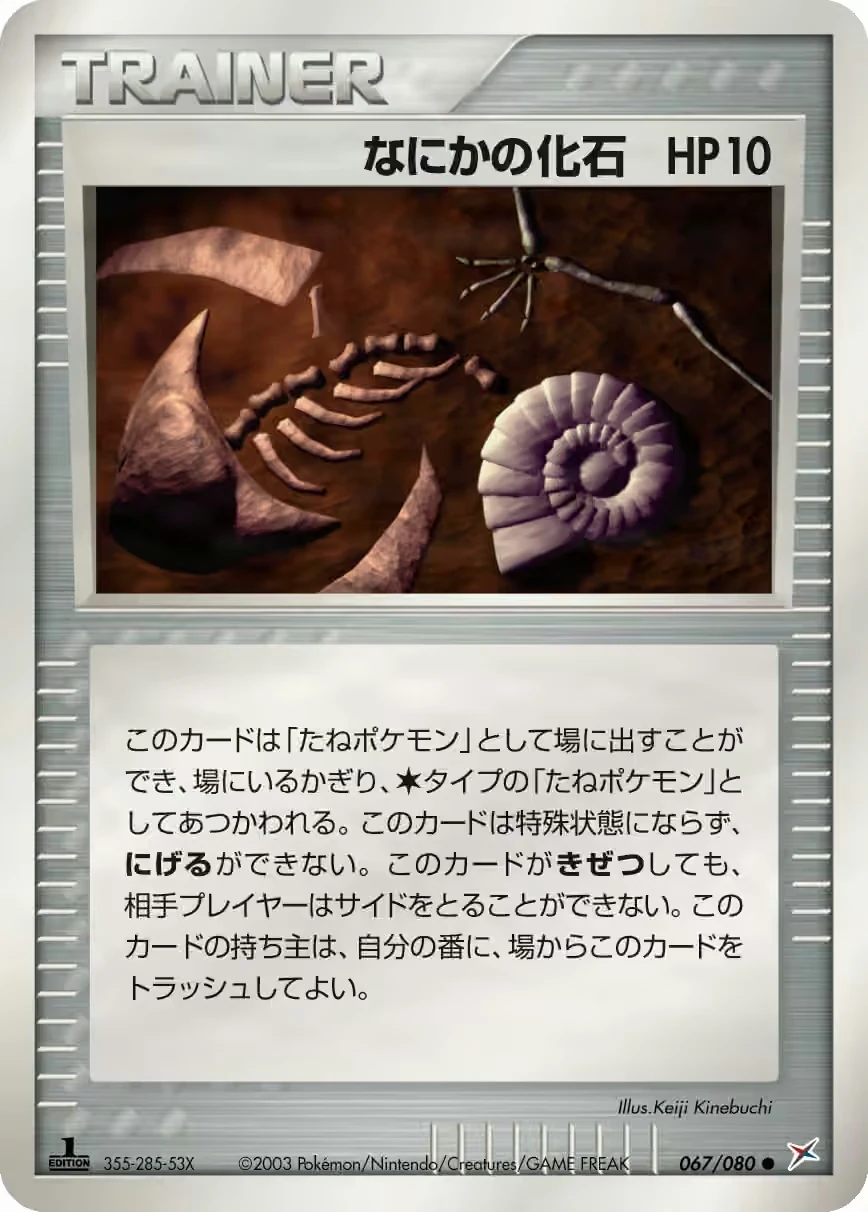 TRAINER
なにかの化石 HP10
このカードは「たねポケモン」として場に出すことが
でき、場にいるかぎり、✶タイプの「たねポケモン」と
してあつかわれる。このカードは特殊状態にならず、
にげるができない。このカードがきぜつしても、
相手プレイヤーはサイドをとることができない。この
カードの持ち主は、自分の番に、場からこのカードを
トラッシュしてよい。
Illus.Keiji Kinebuchi
1 EDITION 355-285-53X ©2003 Pokémon/Nintendo/Creatures/GAME FREAK 067/080 ●